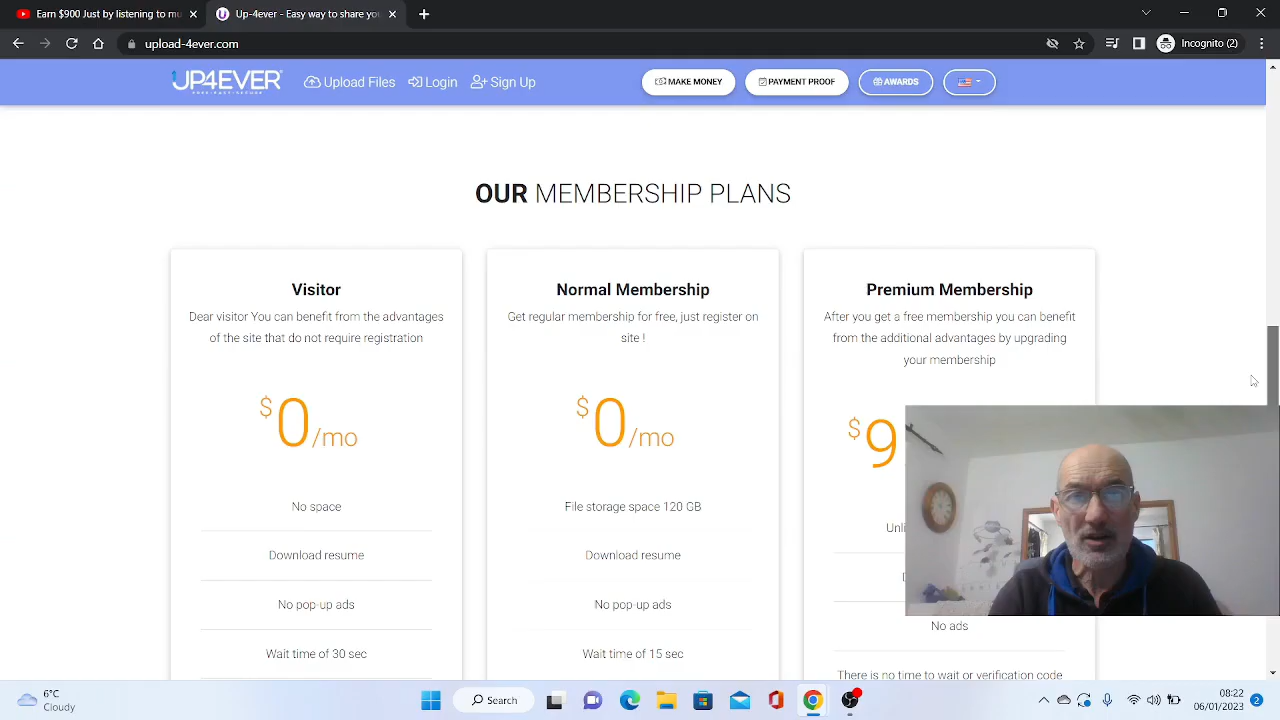 Earn $900 Just by listening to mu
Up-4ever - Easy way to share you
upload-4ever.com
Incognito (2)
UP4EVER
Upload Files
Login
Sign Up
MAKE MONEY
PAYMENT PROOF
AWARDS
OUR MEMBERSHIP PLANS
Visitor
Dear visitor You can benefit from the advantages
of the site that do not require registration
$0/mo
No space
Download resume
No pop-up ads
Wait time of 30 sec
Normal Membership
Get regular membership for free, just register on
site !
$0/mo
File storage space 120 GB
Download resume
No pop-up ads
Wait time of 15 sec
Premium Membership
After you get a free membership you can benefit
from the additional advantages by upgrading
your membership
$9
Unli
D
No ads
There is no time to wait or verification code
6°C
Cloudy
Search
08:22
06/01/2023
2